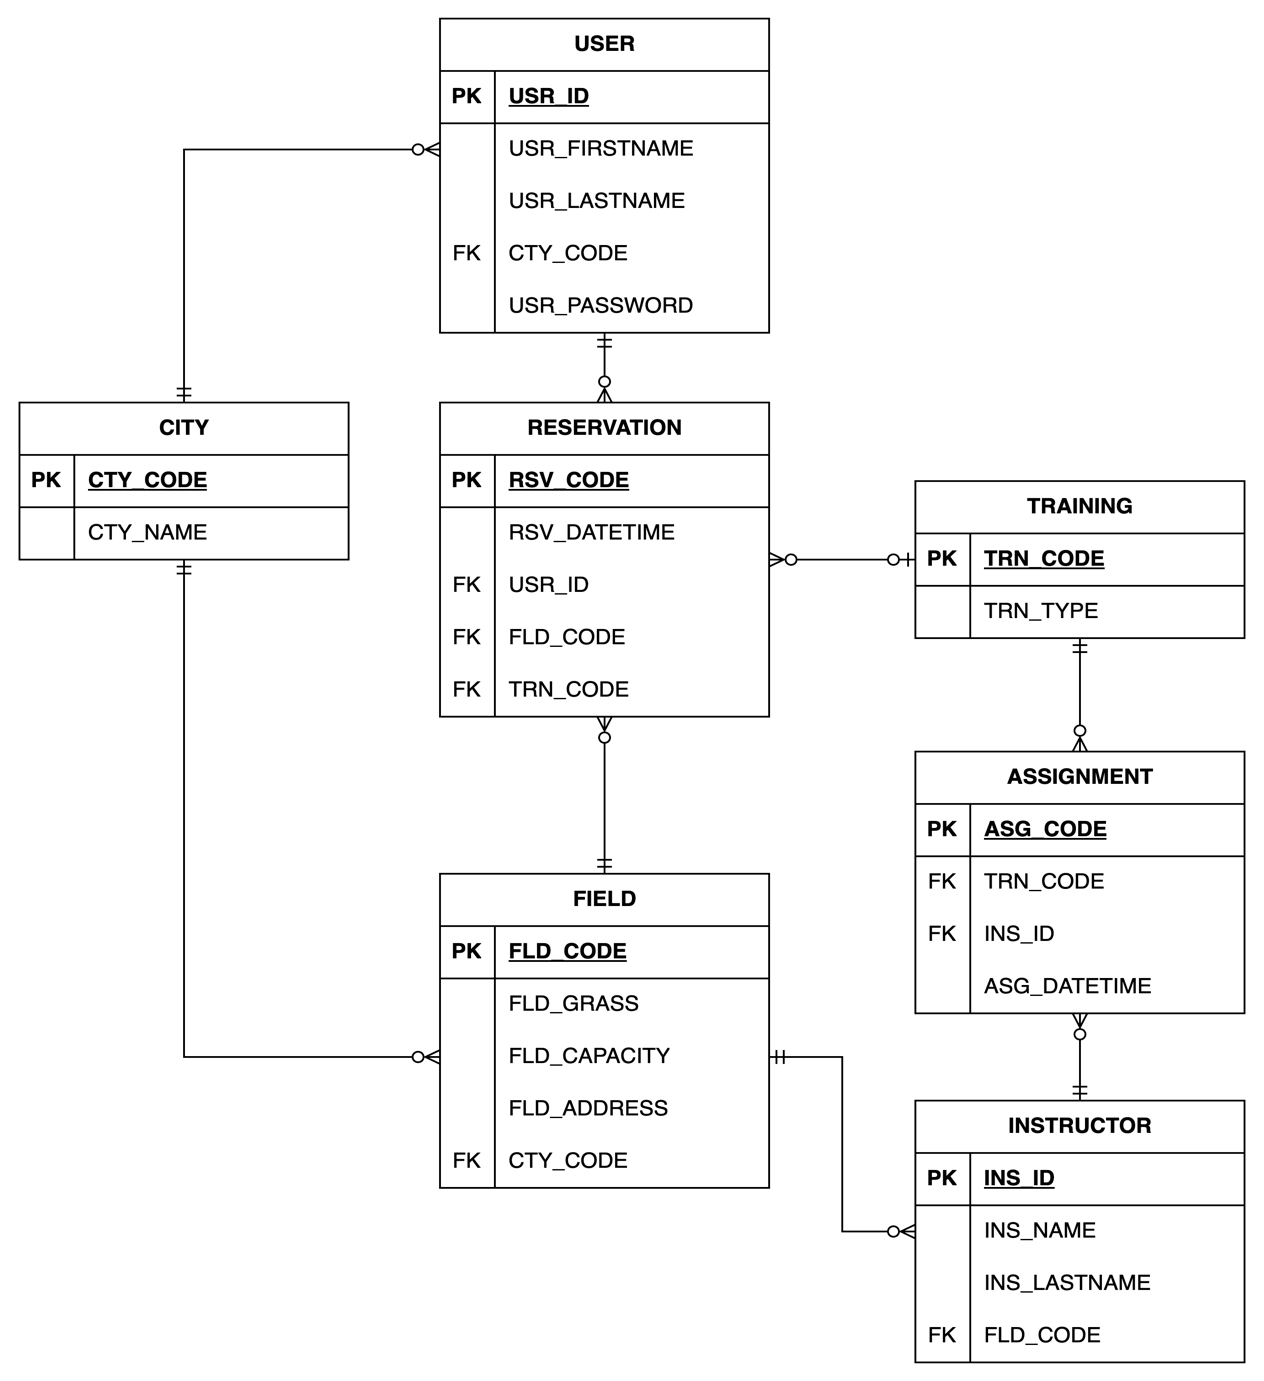 USER
PK USR_ID
USR_FIRSTNAME
USR_LASTNAME
FK CTY_CODE
USR_PASSWORD
CITY
PK CTY_CODE
CTY_NAME
RESERVATION
PK RSV_CODE
RSV_DATETIME
FK USR_ID
FK FLD_CODE
FK TRN_CODE
TRAINING
PK TRN_CODE
TRN_TYPE
ASSIGNMENT
PK ASG_CODE
FK TRN_CODE
FK INS_ID
ASG_DATETIME
FIELD
PK FLD_CODE
FLD_GRASS
FLD_CAPACITY
FLD_ADDRESS
FK CTY_CODE
INSTRUCTOR
PK INS_ID
INS_NAME
INS_LASTNAME
FK FLD_CODE